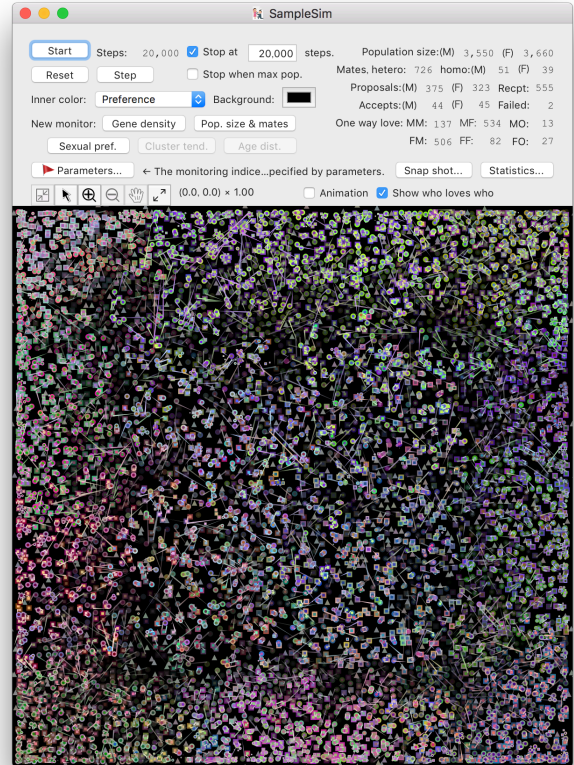 SampleSim
Start Steps: 20,000 Stop at 20,000 steps. Population size:(M) 3,550 (F) 3,660
Reset Step Stop when max pop. Mates, hetero: 726 homo:(M) 51 (F) 39
Proposals:(M) 375 (F) 323 Recpt: 555
Inner color: Preference Background: Accepts:(M) 44 (F) 45 Failed: 2
New monitor: Gene density Pop. size & mates One way love: MM: 137 MF: 534 MO: 13
Sexual pref. Cluster tend. Age dist. FM: 506 FF: 82 FO: 27
Parameters... ← The monitoring indice...pecified by parameters. Snap shot... Statistics...
(0.0, 0.0) × 1.00 Animation Show who loves who